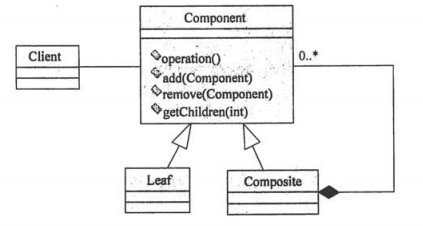 Component
Client
operation()
0..*
add(Component)
remove(Component)
getChildren(int)
Leaf
Composite